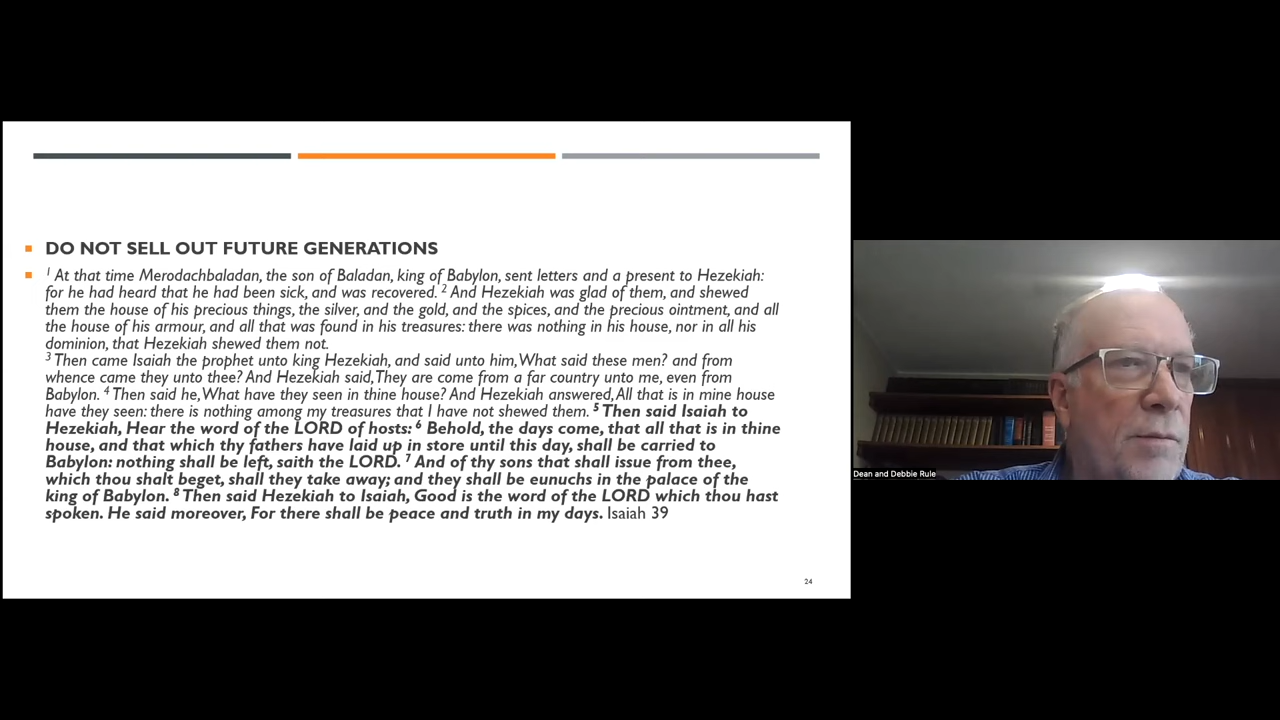 DO NOT SELL OUT FUTURE GENERATIONS
1 At that time Merodachbaladan, the son of Baladan, king of Babylon, sent letters and a present to Hezekiah:
for he had heard that he had been sick, and was recovered. 2 And Hezekiah was glad of them, and shewed
them the house of his precious things, the silver, and the gold, and the spices, and the precious ointment, and all
the house of his armour, and all that was found in his treasures: there was nothing in his house, nor in all his
dominion, that Hezekiah shewed them not.
3 Then came Isaiah the prophet unto king Hezekiah, and said unto him, What said these men? and from
whence came they unto thee? And Hezekiah said, They are come from a far country unto me, even from
Babylon. 4 Then said he, What have they seen in thine house? And Hezekiah answered, All that is in mine house
have they seen: there is nothing among my treasures that I have not shewed them. 5 Then said Isaiah to
Hezekiah, Hear the word of the LORD of hosts: 6 Behold, the days come, that all that is in thine
house, and that which thy fathers have laid up in store until this day, shall be carried to
Babylon: nothing shall be left, saith the LORD. 7 And of thy sons that shall issue from thee,
which thou shalt beget, shall they take away; and they shall be eunuchs in the palace of the
king of Babylon. 8 Then said Hezekiah to Isaiah, Good is the word of the LORD which thou hast
spoken. He said moreover, For there shall be peace and truth in my days. Isaiah 39
24
Dean and Debbie Rule